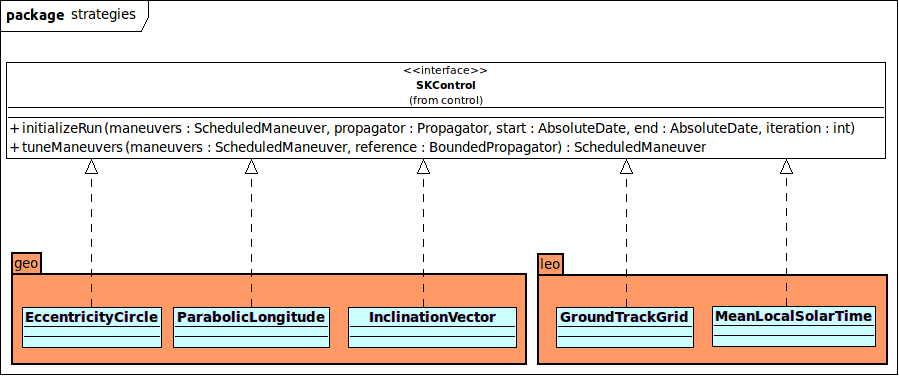 package strategies
<<interface>>
SKControl
(from control)
+ initializeRun(maneuvers : ScheduledManeuver, propagator : Propagator, start : AbsoluteDate, end : AbsoluteDate, iteration : int)
+ tuneManeuvers(maneuvers : ScheduledManeuver, reference : BoundedPropagator) : ScheduledManeuver
geo
leo
EccentricityCircle
ParabolicLongitude
InclinationVector
GroundTrackGrid
MeanLocalSolarTime